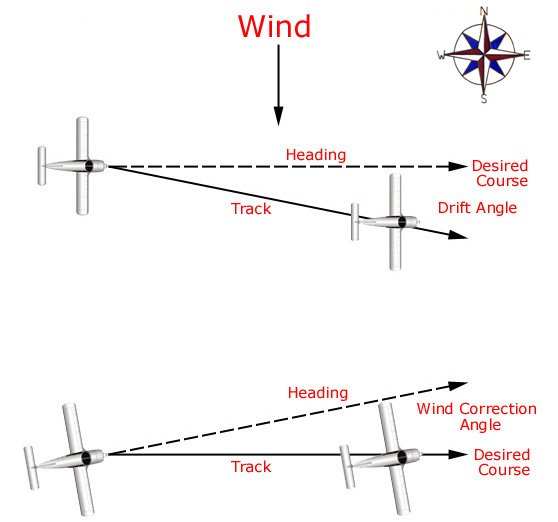 Wind
N
W
E
S
Heading
Desired
Course
Track
Drift Angle
Heading
Wind Correction
Angle
Track
Desired
Course